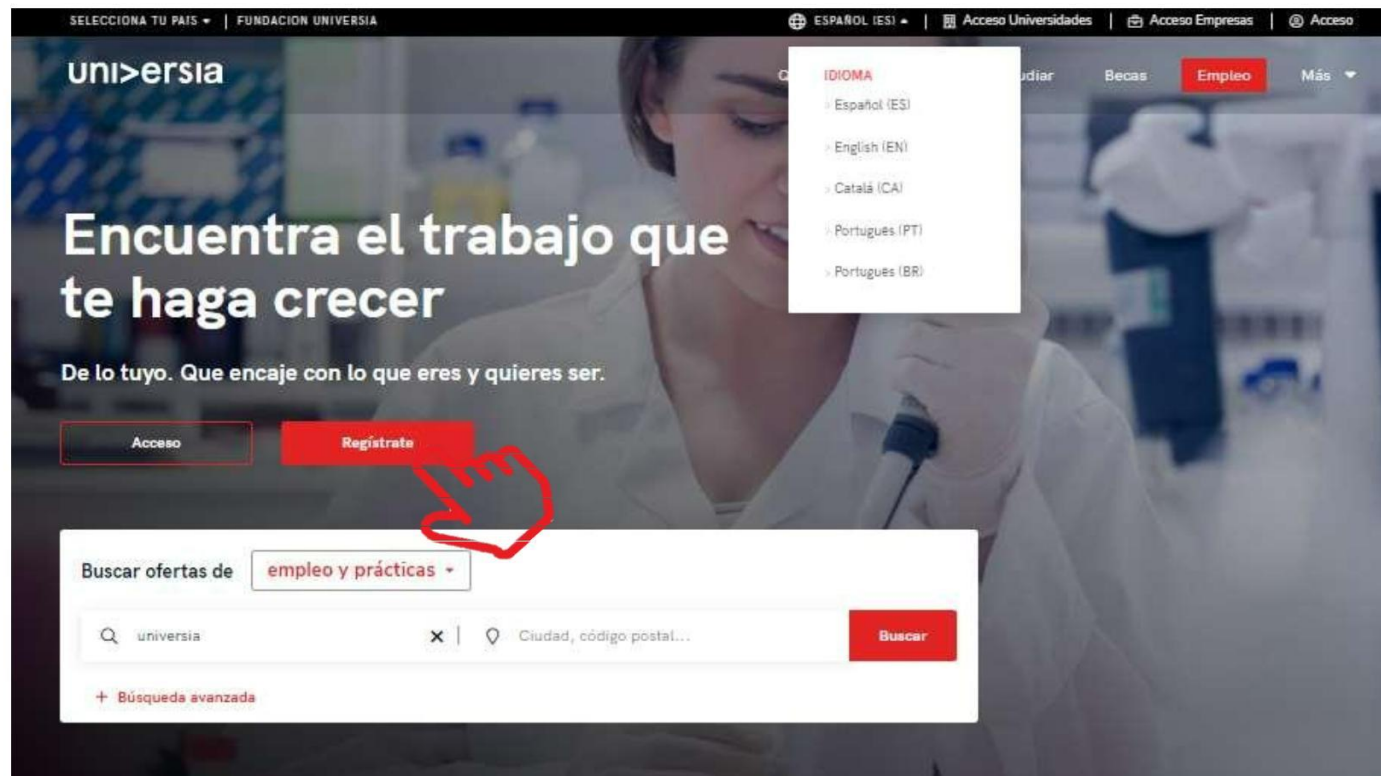 SELECCIONA TU PAIS | FUNDACION UNIVERSIA
ESPAÑOL (ES) | Acceso Universidades | Acceso Empresas | Acceso
uni>ersia
udiar Becas Empleo Más
IDIOMA
> Español (ES)
> English (EN)
> Català (CA)
> Portugués (PT)
> Portugués (BR)
Encuentra el trabajo que
te haga crecer
De lo tuyo. Que encaje con lo que eres y quieres ser.
Acceso Regístrate
Buscar ofertas de empleo y prácticas
universia Ciudad, código postal... Buscar
+ Búsqueda avanzada